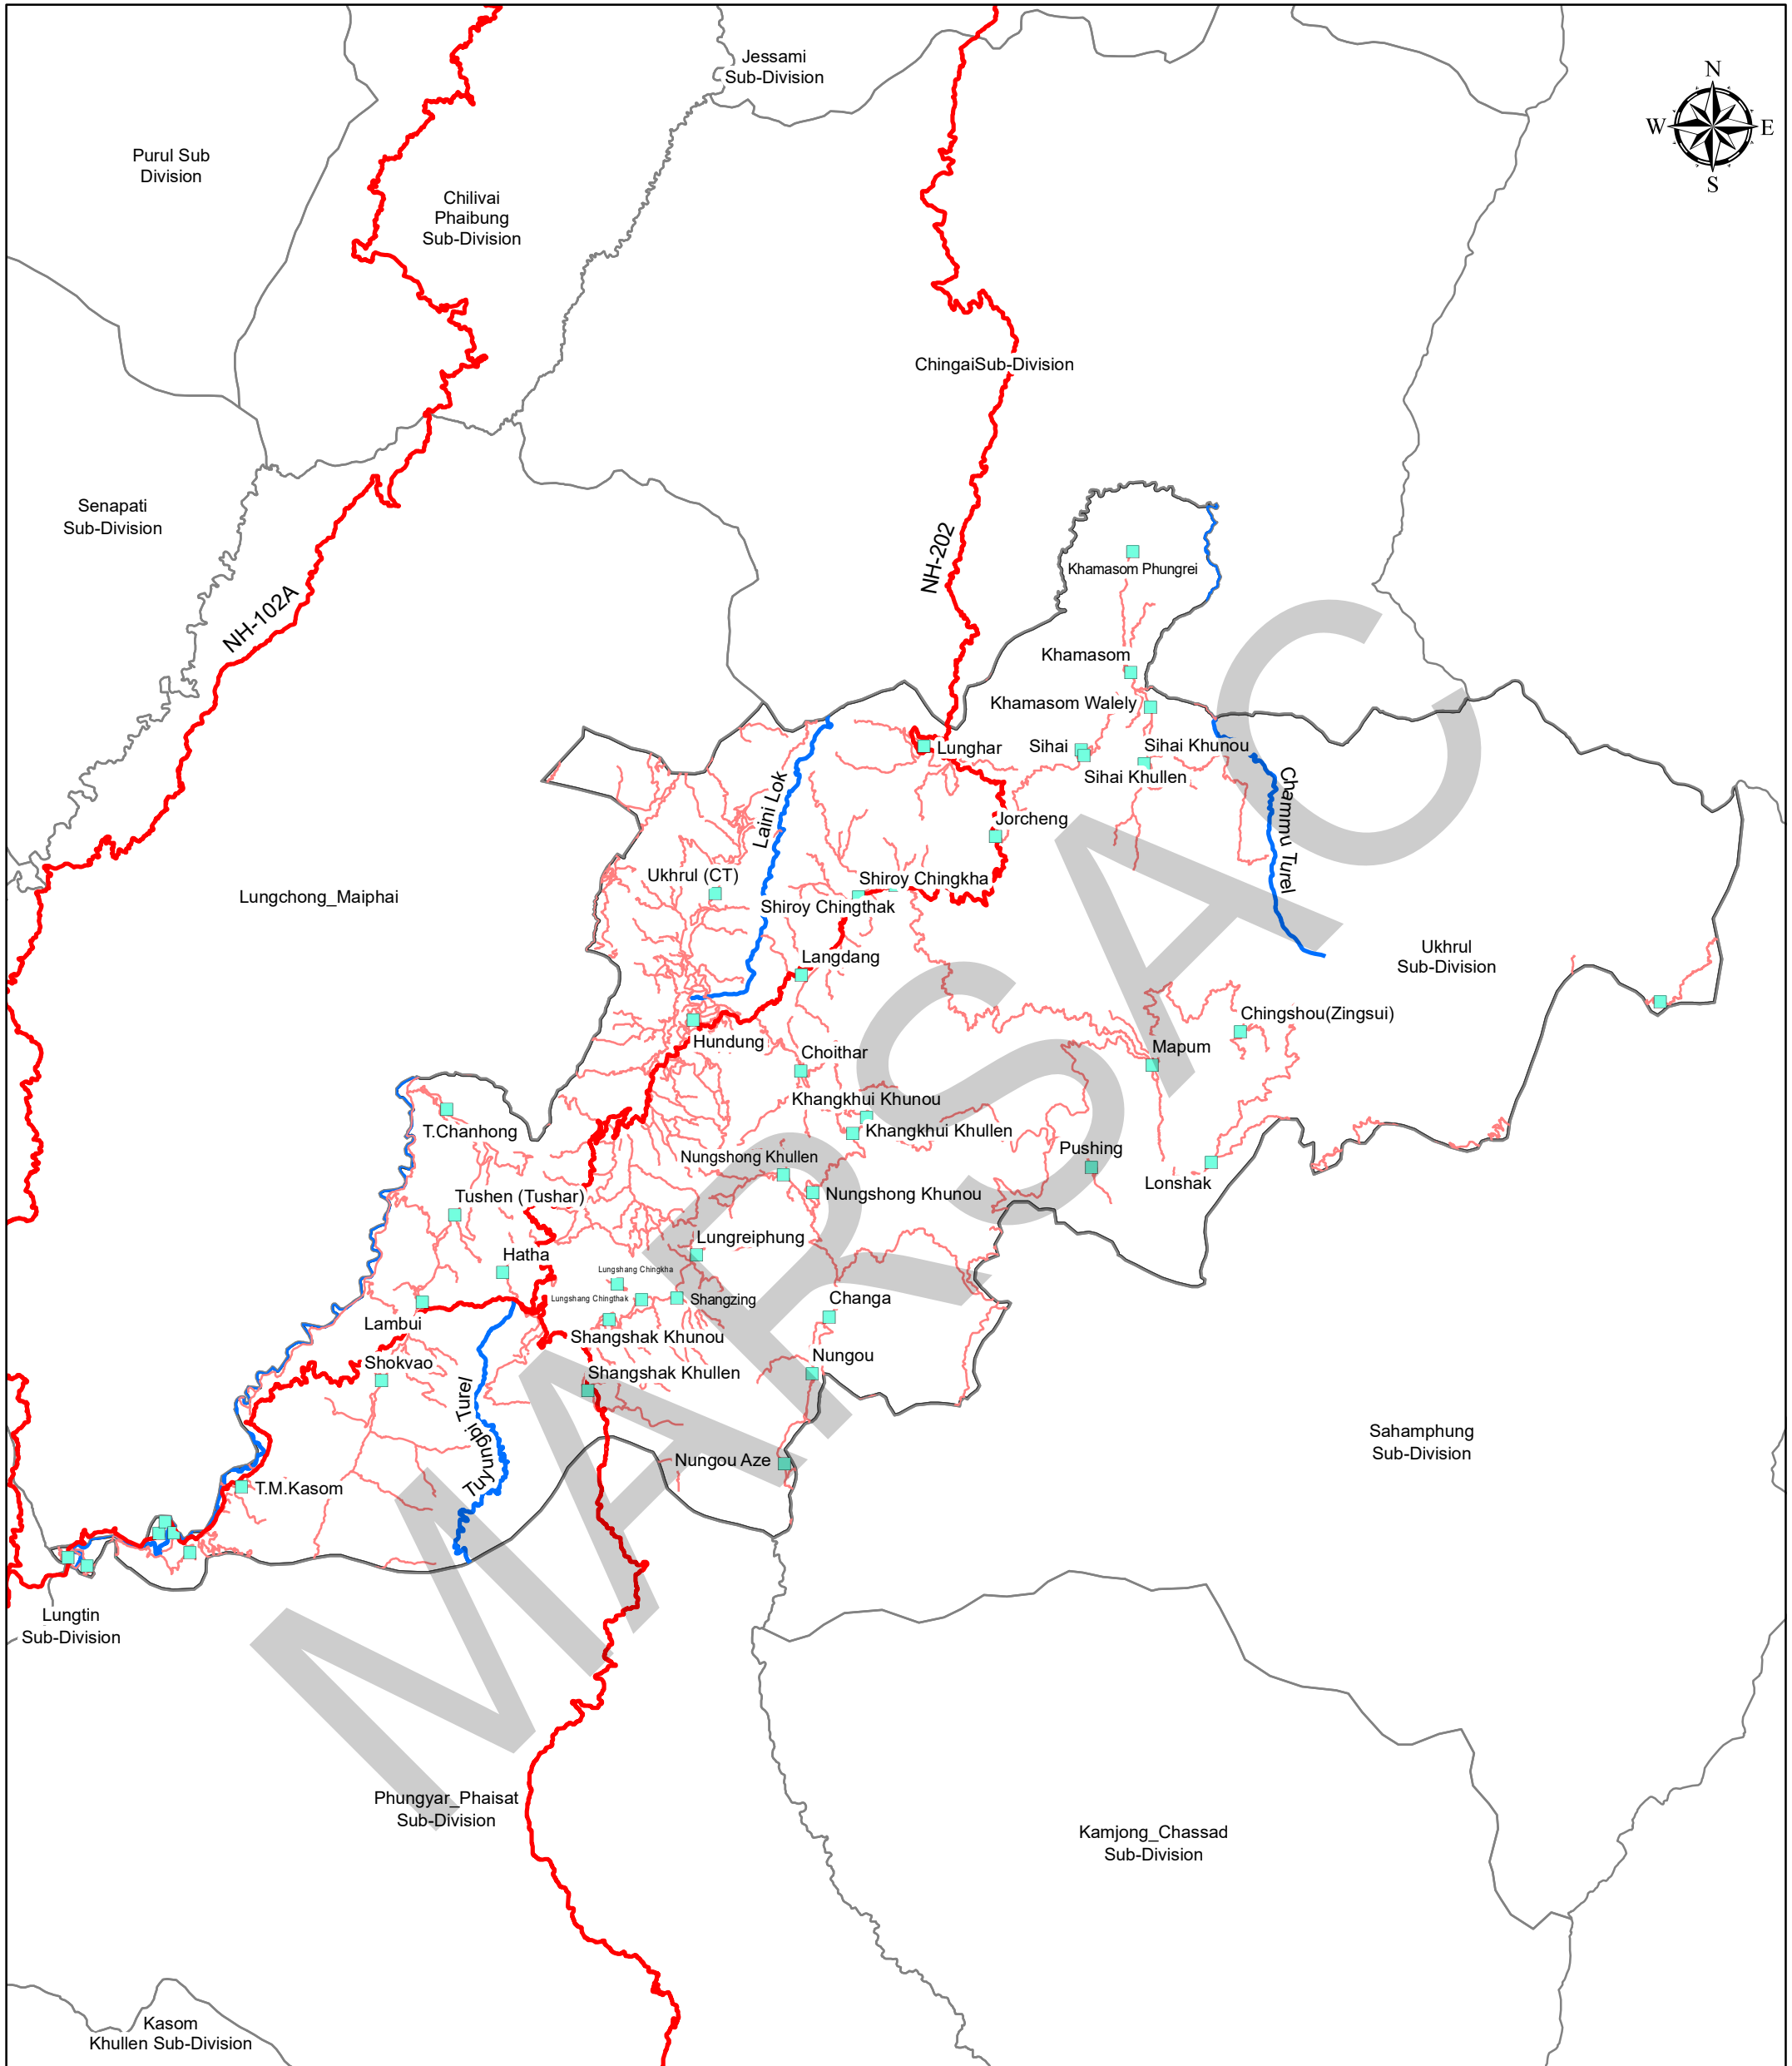 Jessami
Sub-Division
N
W
E
S
Purul Sub
Division
Chilivai
Phaibung
Sub-Division
ChingaiSub-Division
Senapati
Sub-Division
NH-202
NH-102A
Khamasom Phungrei
Khamasom
Khamasom Walely
Lunghar
Sihai
Sihai Khunou
Sihai Khullen
Laini Lok
Chammu Turel
Jorcheng
Ukhrul (CT)
Shiroy Chingkha
Shiroy Chingthak
Lungchong_Maiphai
Langdang
Ukhrul
Sub-Division
Chingshou(Zingsui)
Hundung
Choithar
Mapum
Khangkhui Khunou
T.Chanhong
Khangkhui Khullen
Nungshong Khullen
Pushing
Lonshak
Tushen (Tushar)
Nungshong Khunou
Hatha
Lungreiphung
Lungshang Chingkha
Lungshang Chingthak
Shangzing
Changa
Lambui
Shangshak Khunou
Shokvao
Nungou
Shangshak Khullen
Tuyungbi Turel
Sahamphung
Sub-Division
Nungou Aze
T.M.Kasom
Lungtin
Sub-Division
Phungyar_Phaisat
Sub-Division
Kamjong_Chassad
Sub-Division
Kasom
Khullen Sub-Division
MARSAC